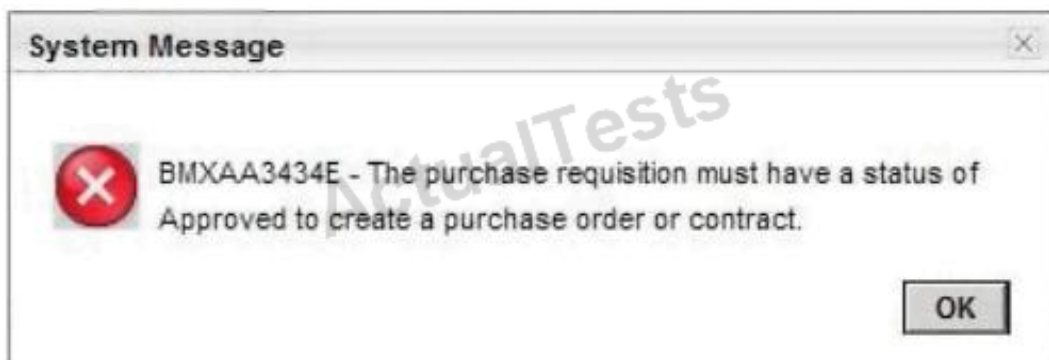 System Message
ActualTests
BMXAA3434E - The purchase requisition must have a status of
Approved to create a purchase order or contract.
OK